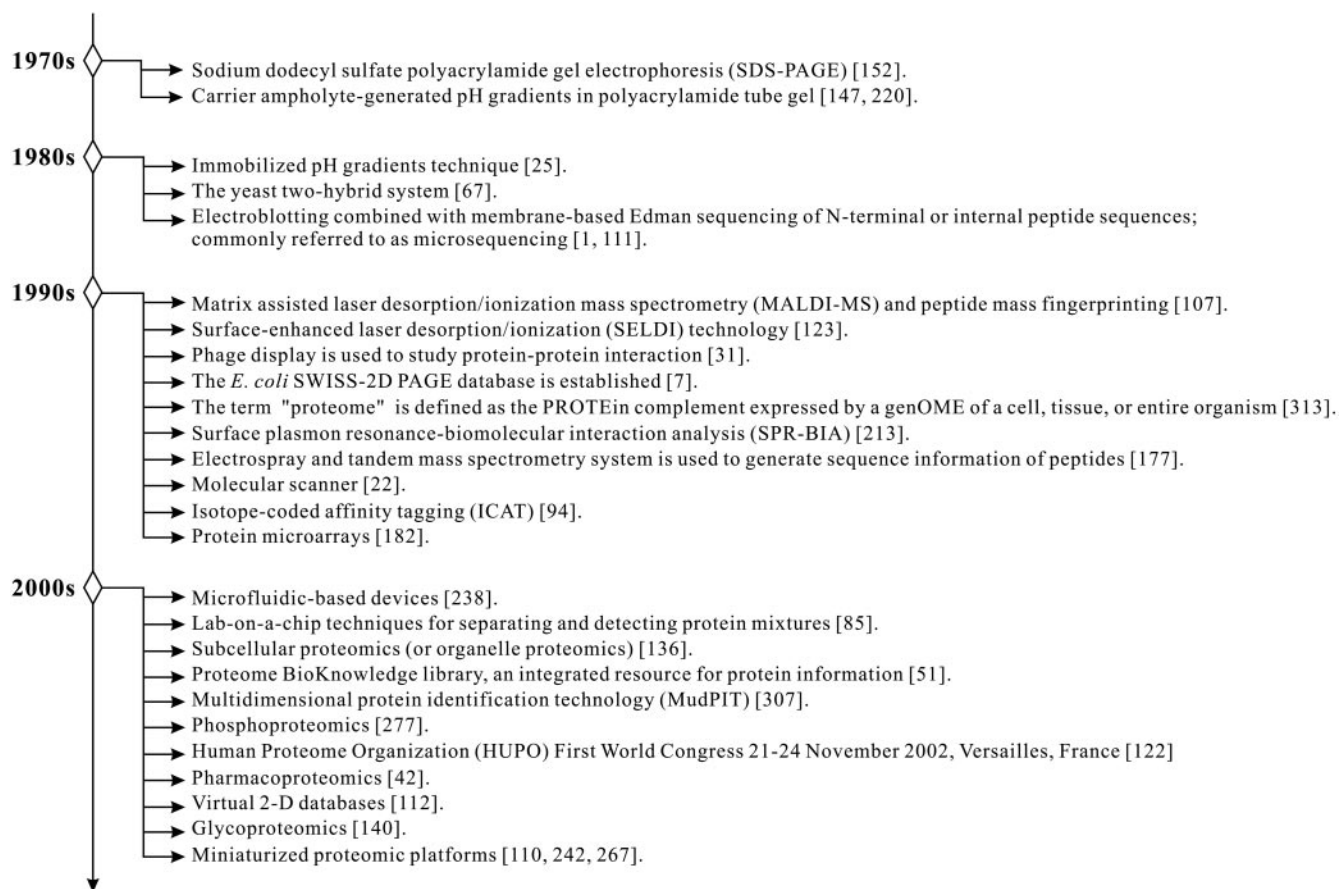 1970s
Sodium dodecyl sulfate polyacrylamide gel electrophoresis (SDS-PAGE) [152].
Carrier ampholyte-generated pH gradients in polyacrylamide tube gel [147, 220].
1980s
Immobilized pH gradients technique [25].
The yeast two-hybrid system [67].
Electroblotting combined with membrane-based Edman sequencing of N-terminal or internal peptide sequences;
commonly referred to as microsequencing [1, 111].
1990s
Matrix assisted laser desorption/ionization mass spectrometry (MALDI-MS) and peptide mass fingerprinting [107].
Surface-enhanced laser desorption/ionization (SELDI) technology [123].
Phage display is used to study protein-protein interaction [31].
The E. coli SWISS-2D PAGE database is established [7].
The term "proteome" is defined as the PROTEin complement expressed by a genOME of a cell, tissue, or entire organism [313].
Surface plasmon resonance-biomolecular interaction analysis (SPR-BIA) [213].
Electrospray and tandem mass spectrometry system is used to generate sequence information of peptides [177].
Molecular scanner [22].
Isotope-coded affinity tagging (ICAT) [94].
Protein microarrays [182].
2000s
Microfluidic-based devices [238].
Lab-on-a-chip techniques for separating and detecting protein mixtures [85].
Subcellular proteomics (or organelle proteomics) [136].
Proteome BioKnowledge library, an integrated resource for protein information [51].
Multidimensional protein identification technology (MudPIT) [307].
Phosphoproteomics [277].
Human Proteome Organization (HUPO) First World Congress 21-24 November 2002, Versailles, France [122]
Pharmacoproteomics [42].
Virtual 2-D databases [112].
Glycoproteomics [140].
Miniaturized proteomic platforms [110, 242, 267].